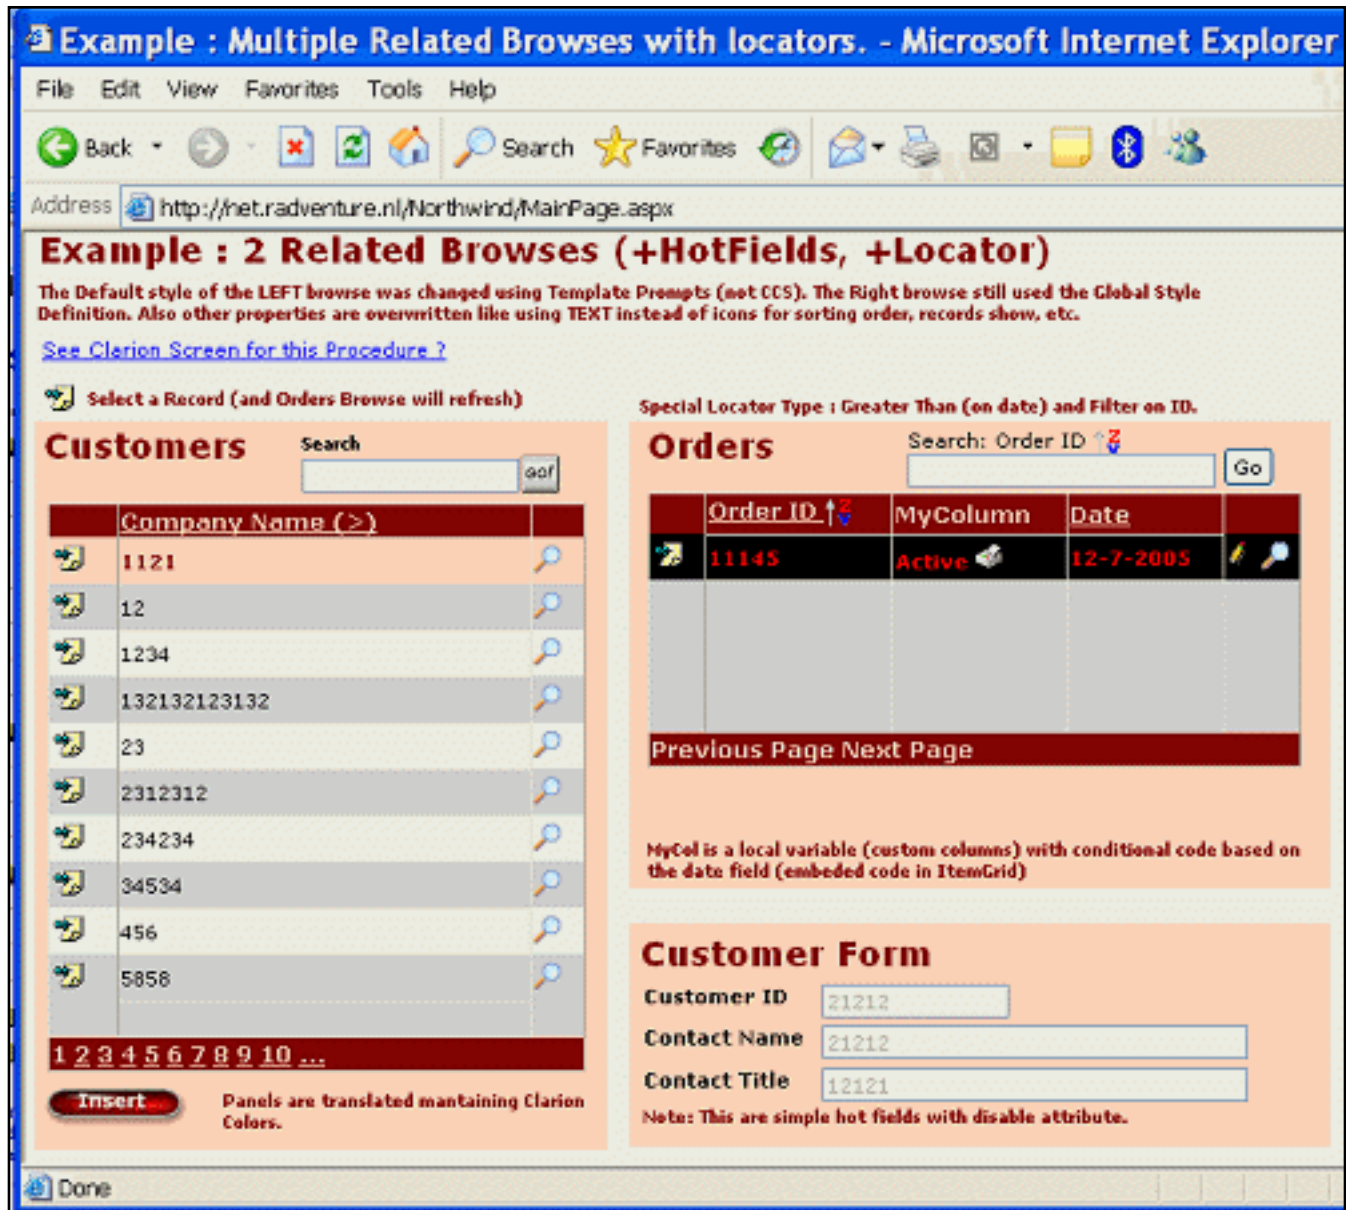 Example : Multiple Related Browses with locators. - Microsoft Internet Explorer
File Edit View Favorites Tools Help
Back Search Favorites
Address http://net.radventure.nl/Northwind/MainPage.aspx
Example : 2 Related Browses (+HotFields, +Locator)
The Default style of the LEFT browse was changed using Template Prompts (not CCS). The Right browse still used the Global Style
Definition. Also other properties are overwritten like using TEXT instead of icons for sorting order, records show, etc.
See Clarion Screen for this Procedure ?
Select a Record (and Orders Browse will refresh)
Customers Search
Go!
Company Name (>)
1121
12
1234
132132123132
23
2312312
234234
34534
456
5858
1 2 3 4 5 6 7 8 9 10 ...
Insert
Panels are translated mantaining Clarion
Colors.
Special Locator Type : Greater Than (on date) and Filter on ID.
Orders Search: Order ID
Go
Order ID MyColumn Date
11145 Active 12-7-2005
Previous Page Next Page
MyCol is a local variable (custom columns) with conditional code based on
the date field (embeded code in ItemGrid)
Customer Form
Customer ID 21212
Contact Name 21212
Contact Title 12121
Note: This are simple hot fields with disable attribute.
Done